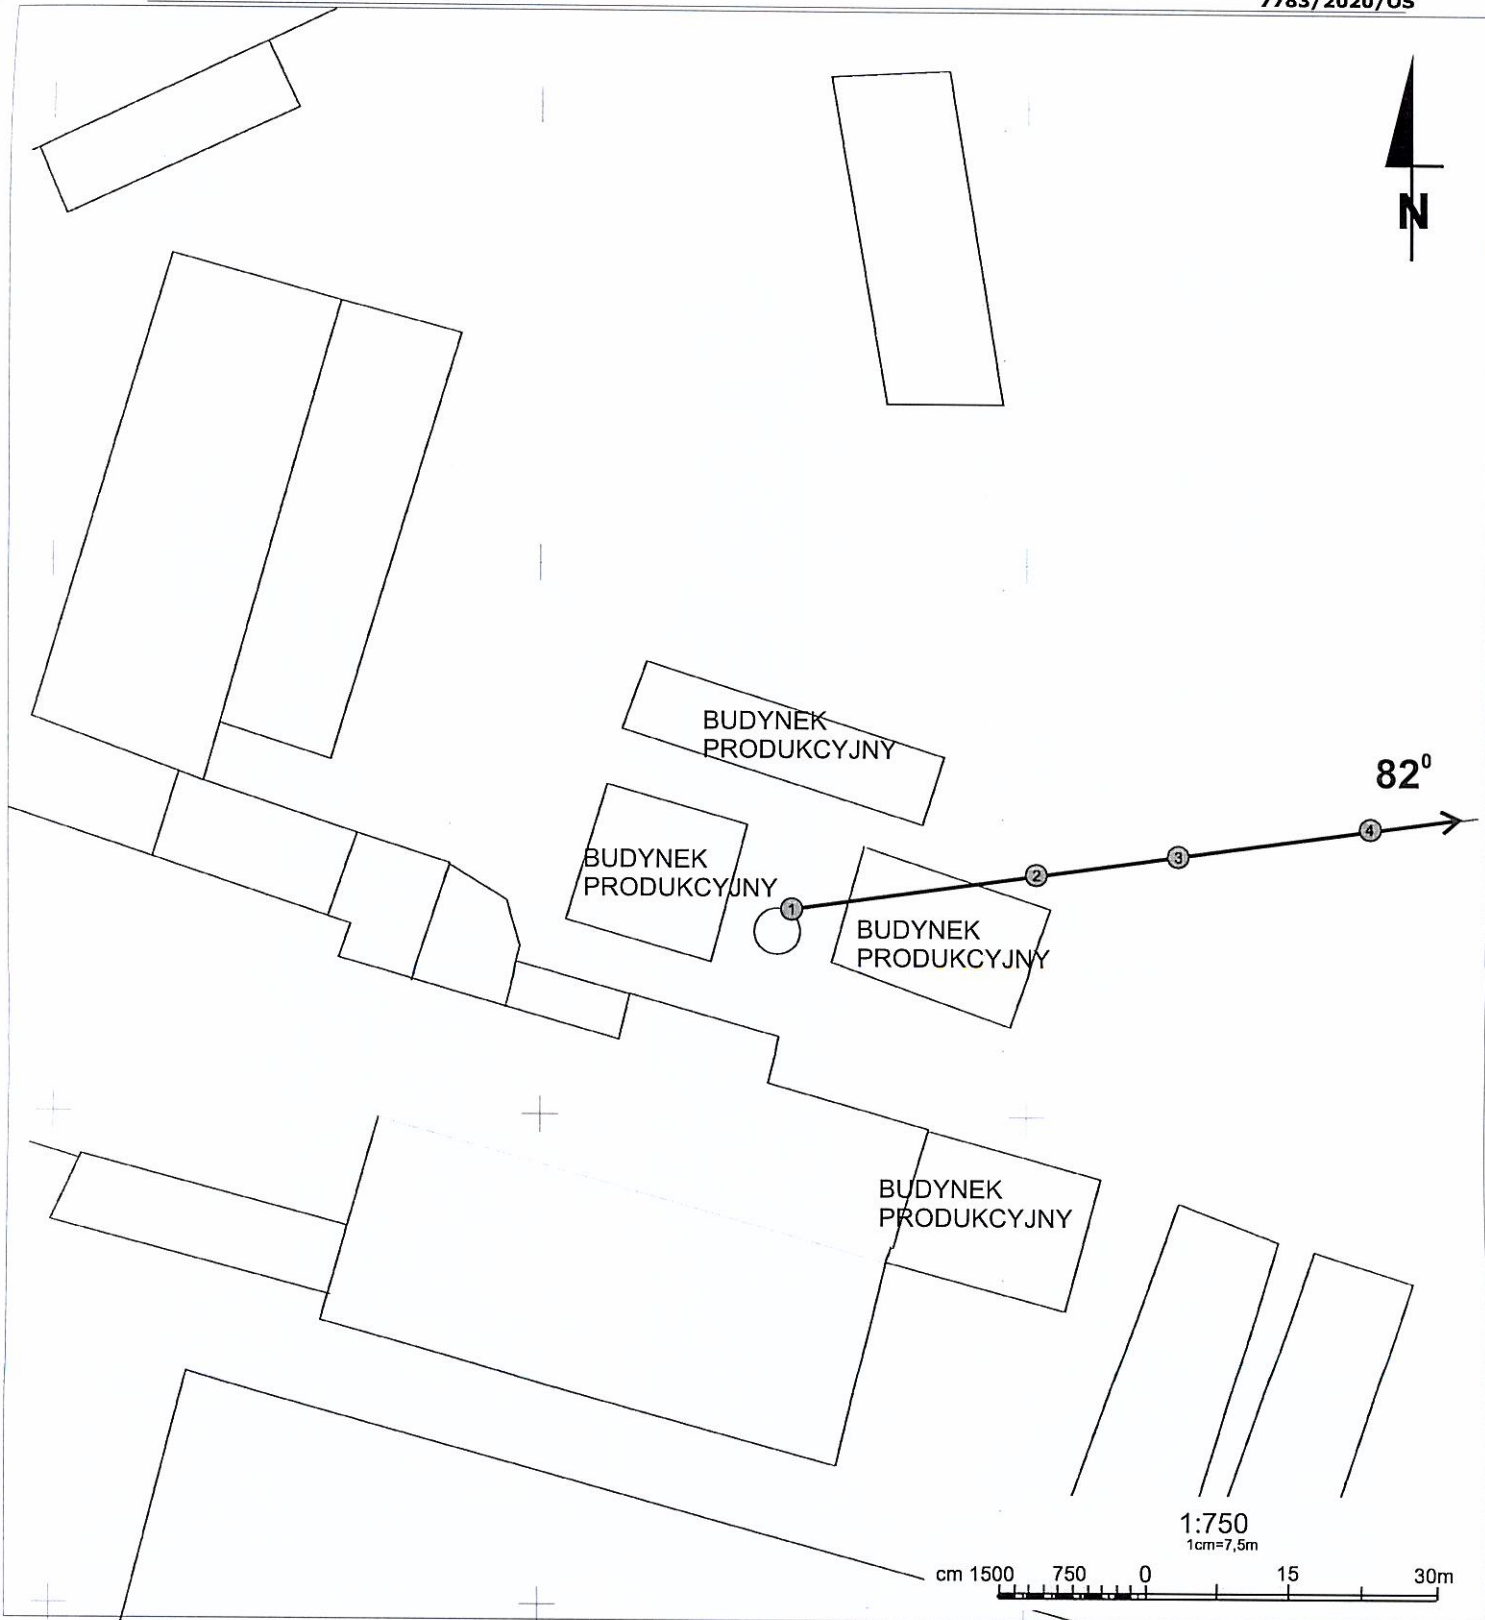 7783/2020/OS
N
BUDYNEK
PRODUKCYJNY
82⁰
BUDYNEK
PRODUKCYJNY
1
2
3
4
BUDYNEK
PRODUKCYJNY
BUDYNEK
PRODUKCYJNY
1:750
1cm=7,5m
cm 1500 750 0 15 30m